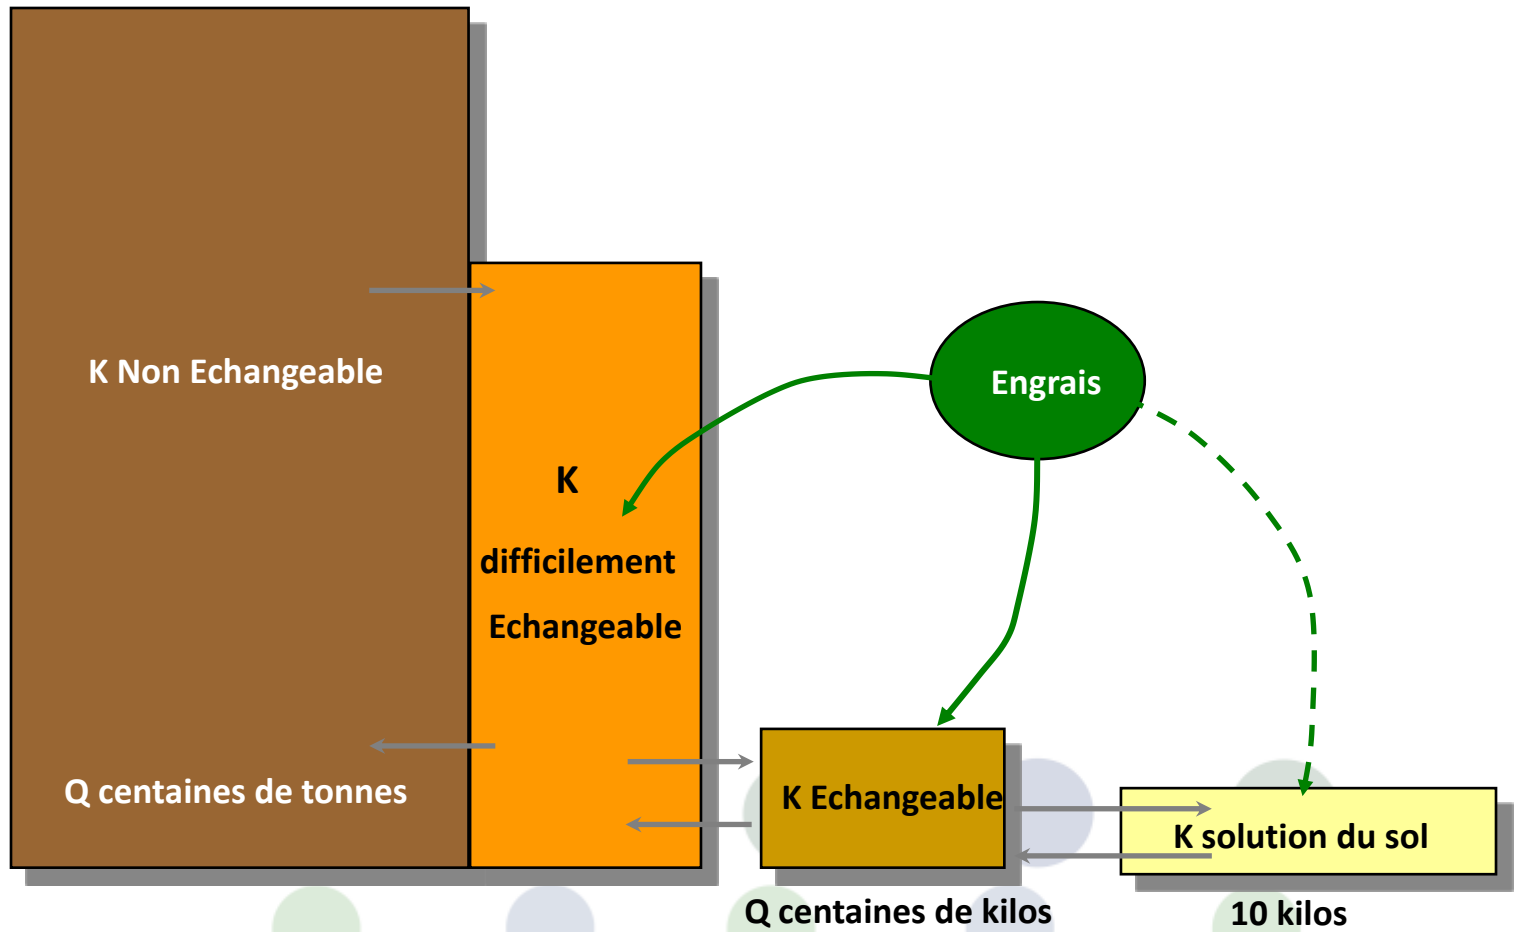 K Non Echangeable
Q centaines de tonnes
K
difficilement
Echangeable
Engrais
K Echangeable
Q centaines de kilos
K solution du sol
10 kilos